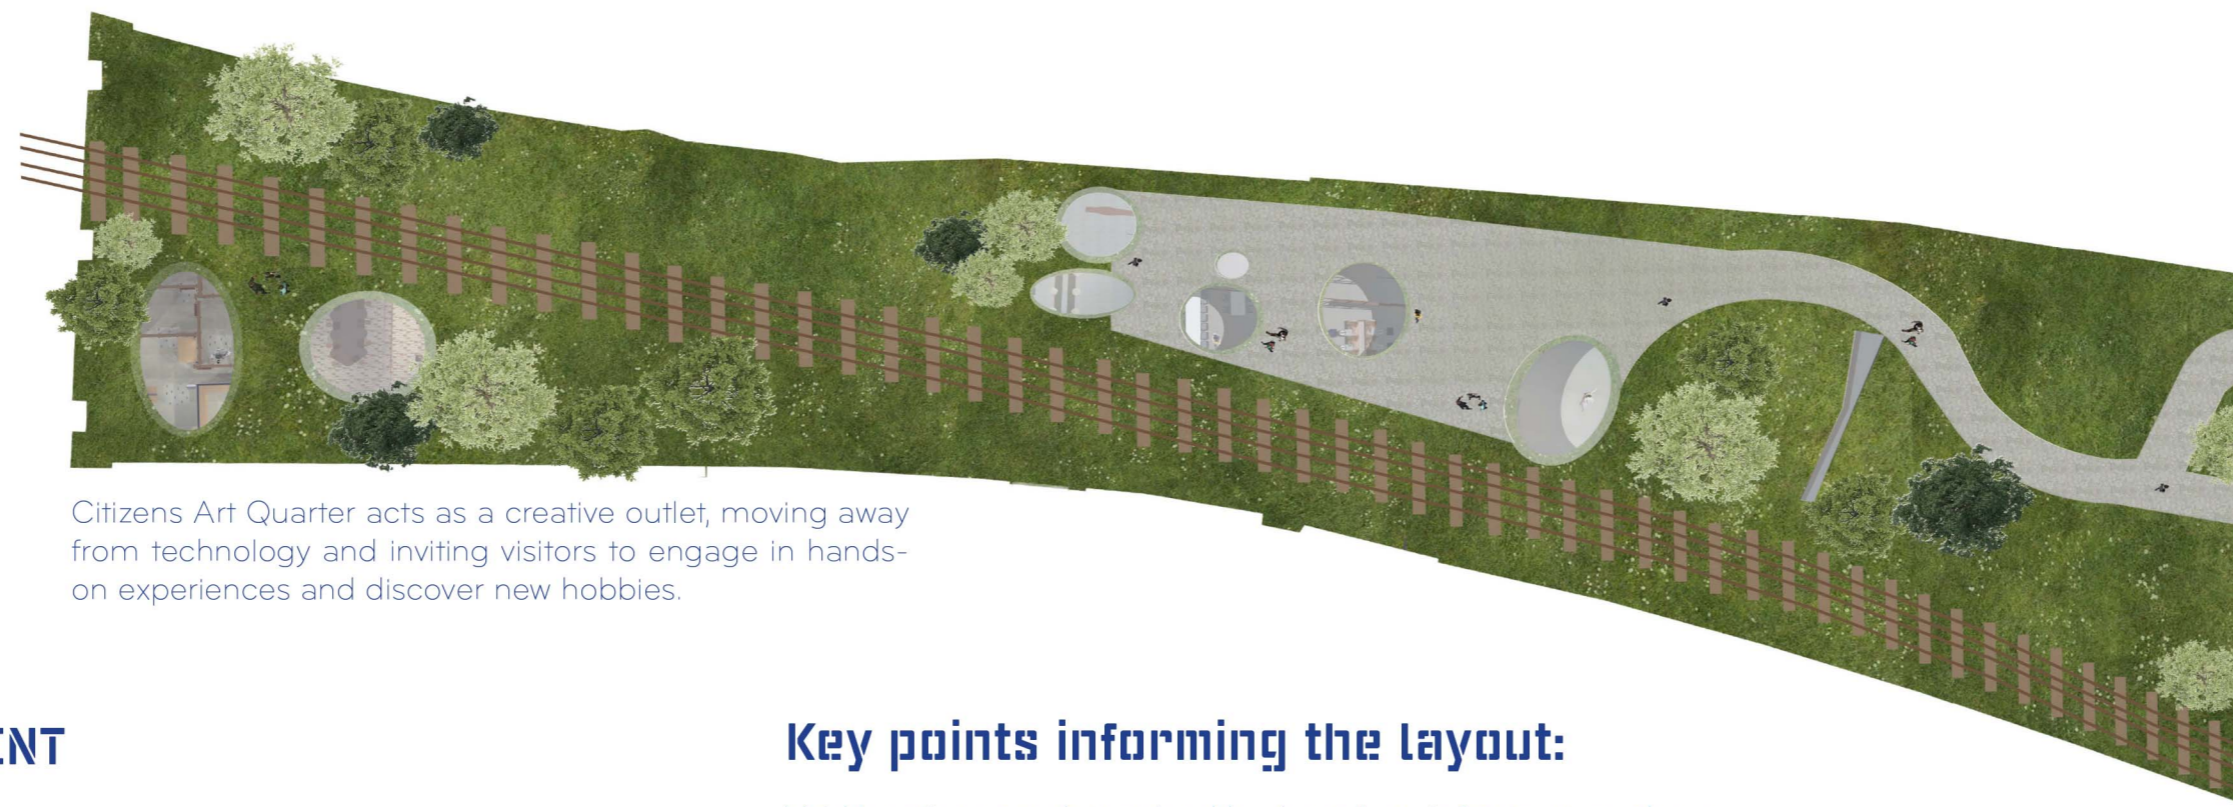 Citizens Art Quarter acts as a creative outlet, moving away
from technology and inviting visitors to engage in hands-
on experiences and discover new hobbies.
ENT
Key points informing the layout: